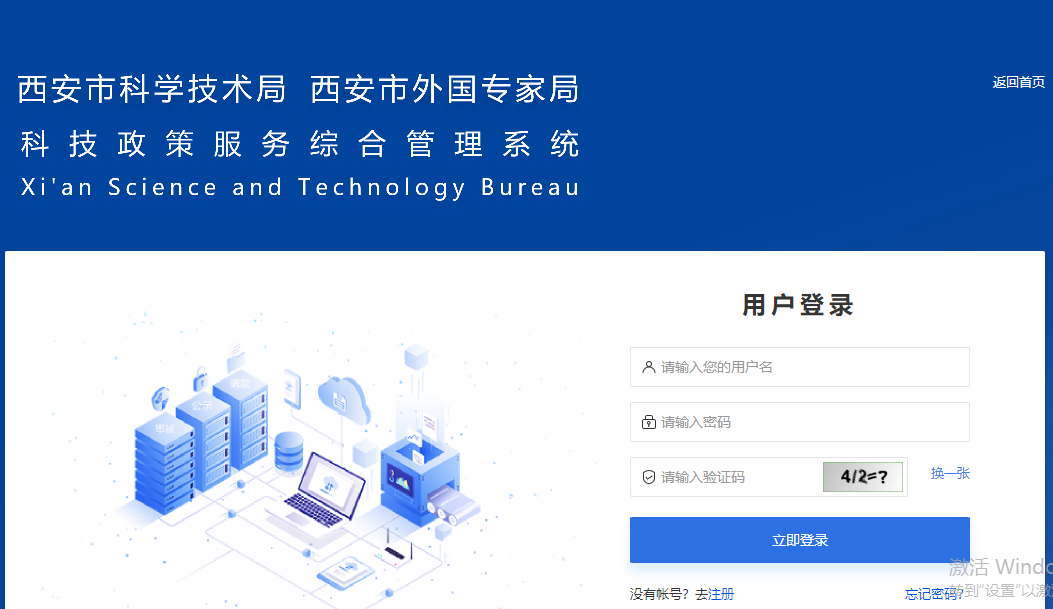 西安市科学技术局 西安市外国专家局
返回首页
科技政策服务综合管理系统
Xi'an Science and Technology Bureau
用户登录
请输入您的用户名
请输入密码
请输入验证码
4/2=?
换一张
立即登录
没有帐号？去注册
忘记密码?
激活 Windo
转到"设置"以激
审核
公示